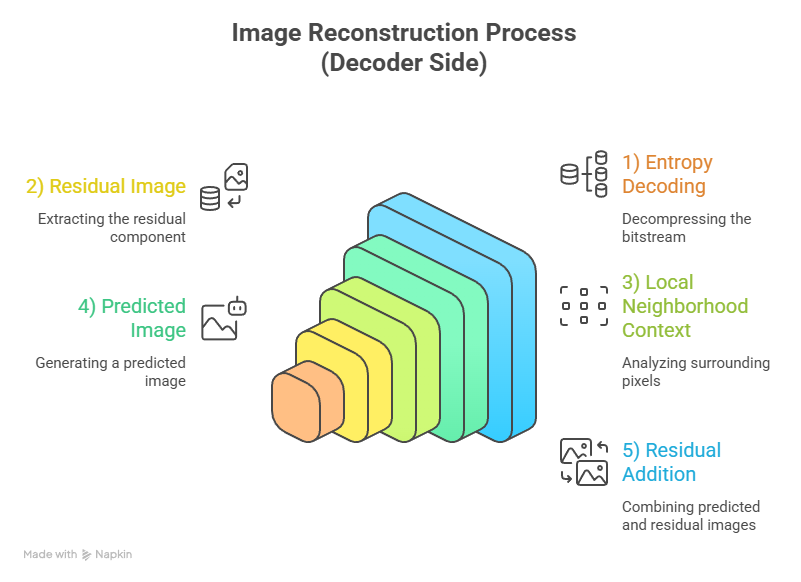 Image Reconstruction Process
(Decoder Side)
1) Entropy
Decoding
Decompressing the
bitstream
2) Residual Image
Extracting the residual
component
3) Local
Neighborhood
Context
Analyzing surrounding
pixels
4) Predicted
Image
Generating a predicted
image
5) Residual
Addition
Combining predicted
and residual images
Made with Napkin